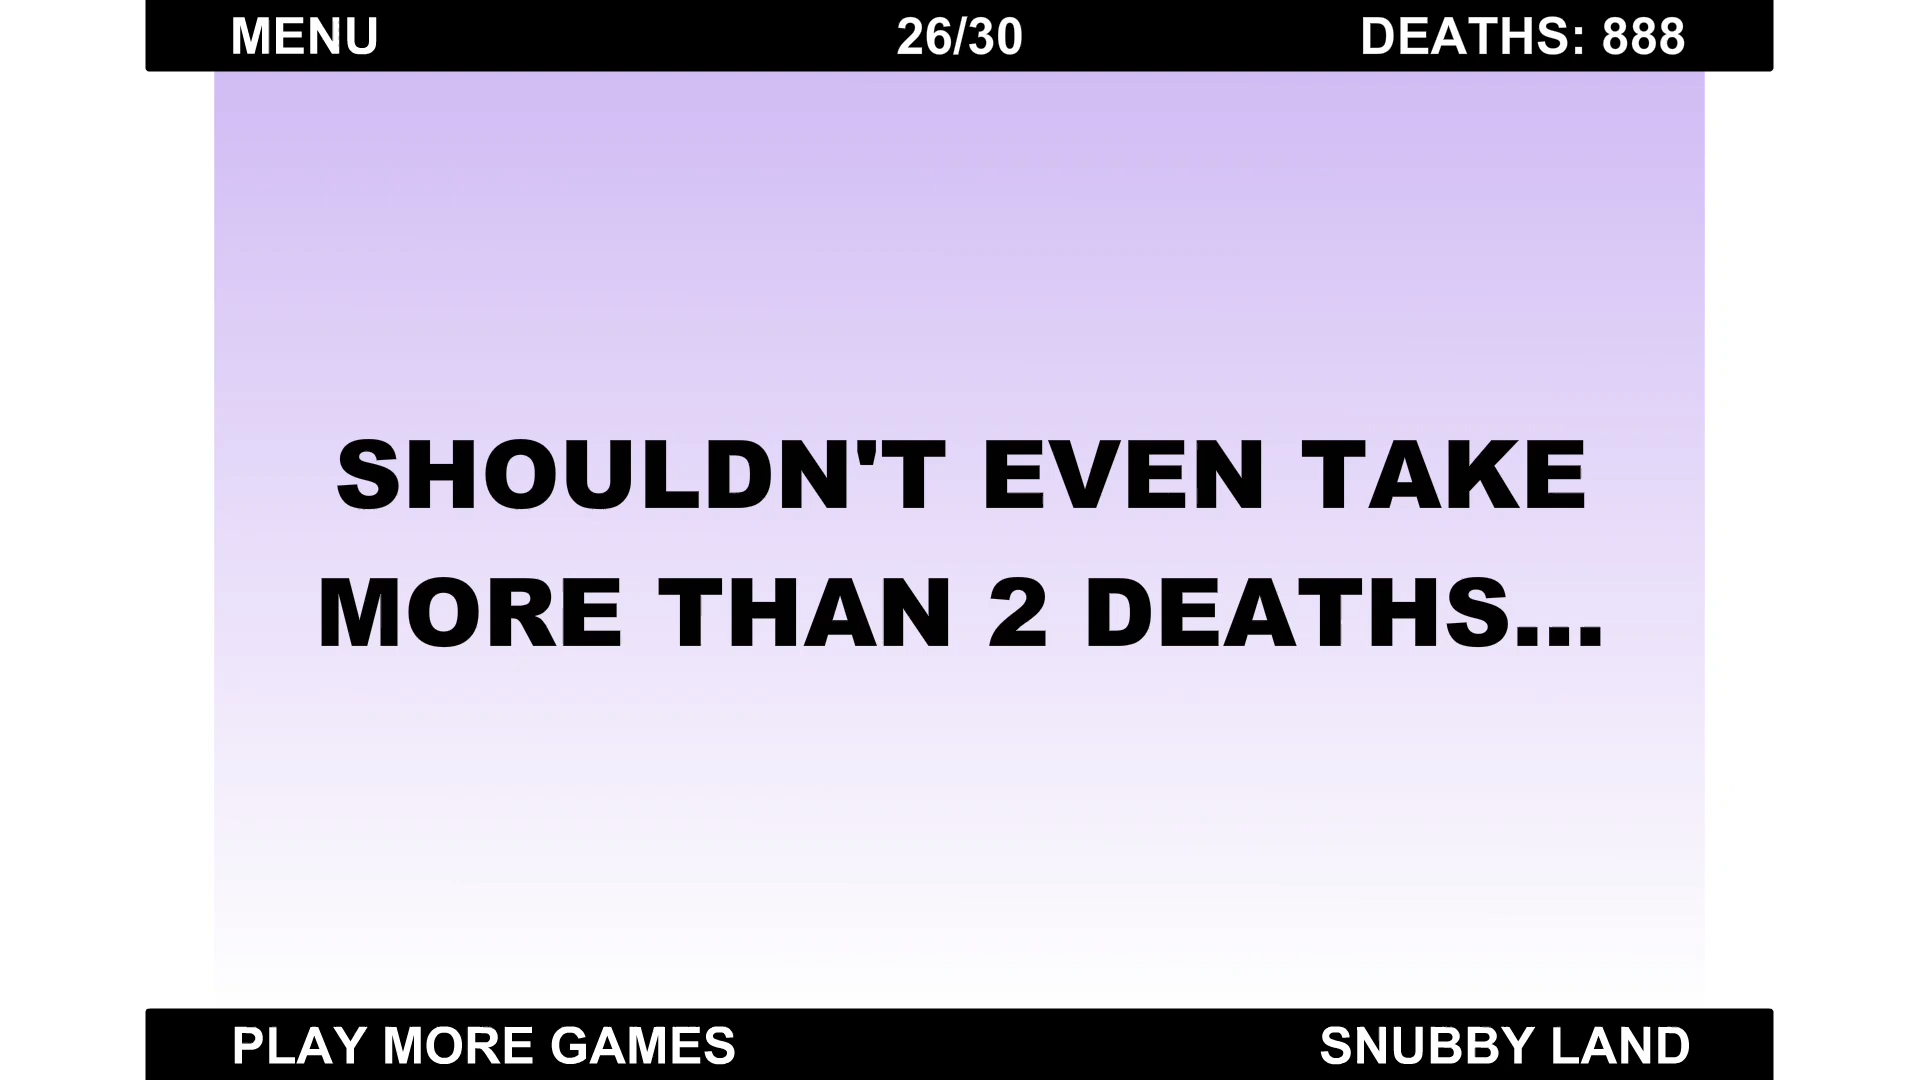 MENU 26/30 DEATHS: 888
SHOULDN'T EVEN TAKE
MORE THAN 2 DEATHS...
PLAY MORE GAMES SNUBBY LAND